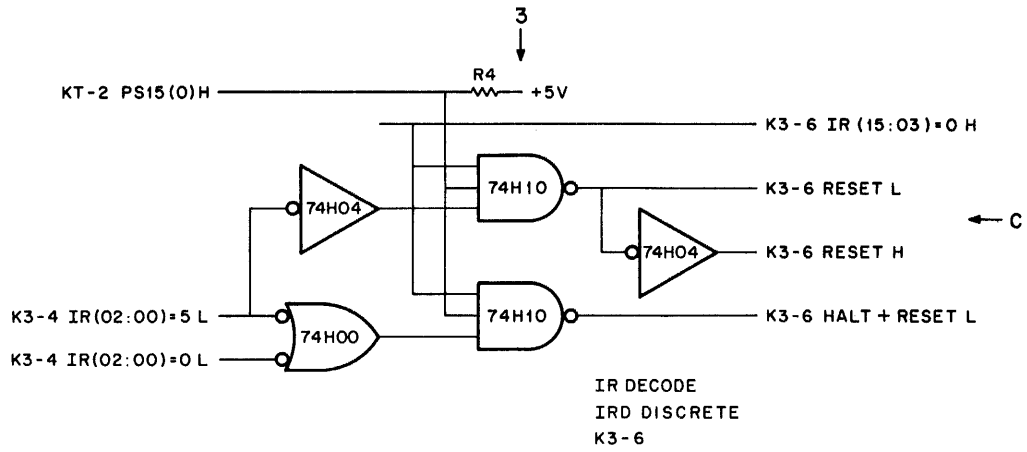 3
R4
KT-2 PS15(0)H
+5V
K3-6 IR (15:03)=0 H
74H10
K3-6 RESET L
74H04
C
74H04
K3-6 RESET H
K3-4 IR(02:00)=5 L
74H10
K3-6 HALT + RESET L
74H00
K3-4 IR(02:00)=0 L
IR DECODE
IRD DISCRETE
K3-6